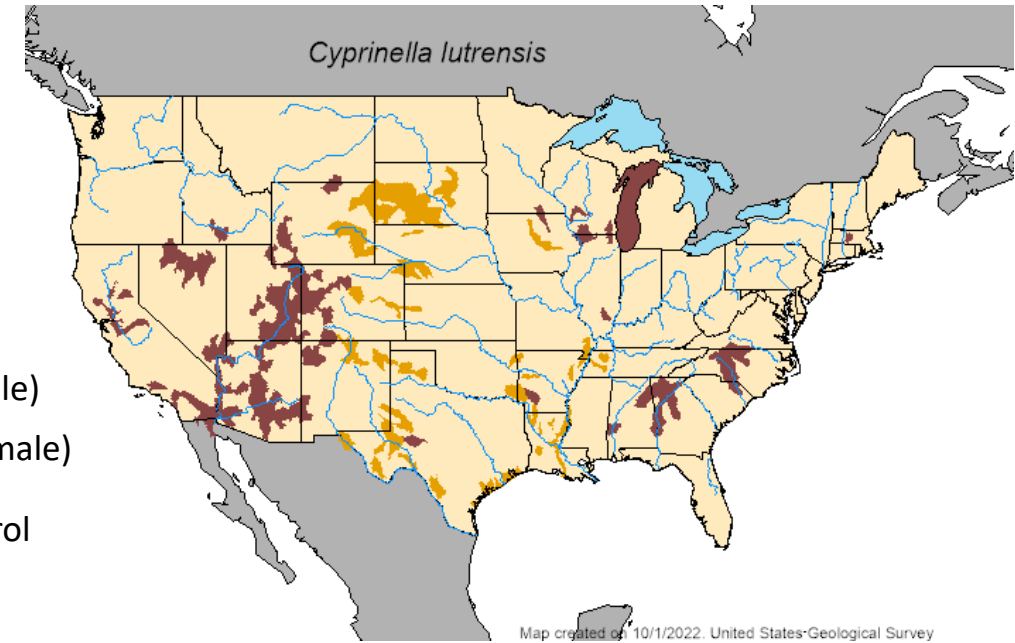 Cyprinella lutrensis
le)
male)
rol
Map created on 10/1/2022. United States Geological Survey